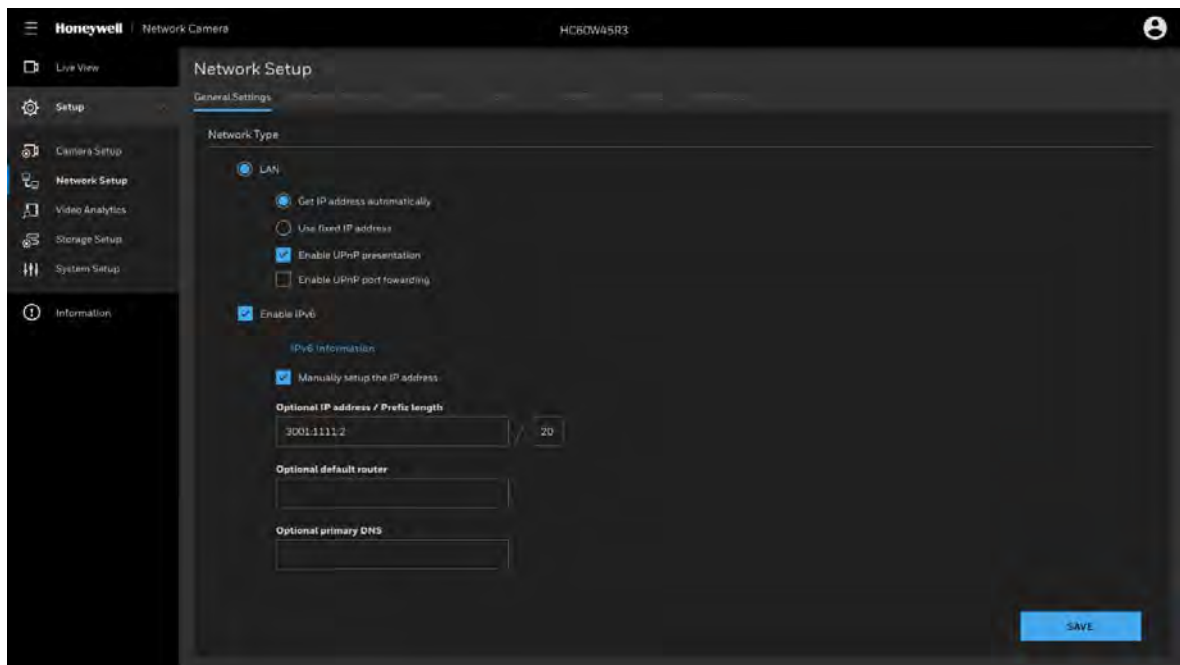 Honeywell | Network Camera
HC60W45R3
Live View
Setup
Camera Setup
Network Setup
Video Analytics
Storage Setup
System Setup
Information
Network Setup
General Settings
Network Type
LAN
Get IP address automatically
Use fixed IP address
Enable UPnP presentation
Enable UPnP port fowarding
Enable IPv6
IPv6 Information
Manually setup the IP address
Optional IP address / Prefix length
/ 20
Optional default router
Optional primary DNS
SAVE